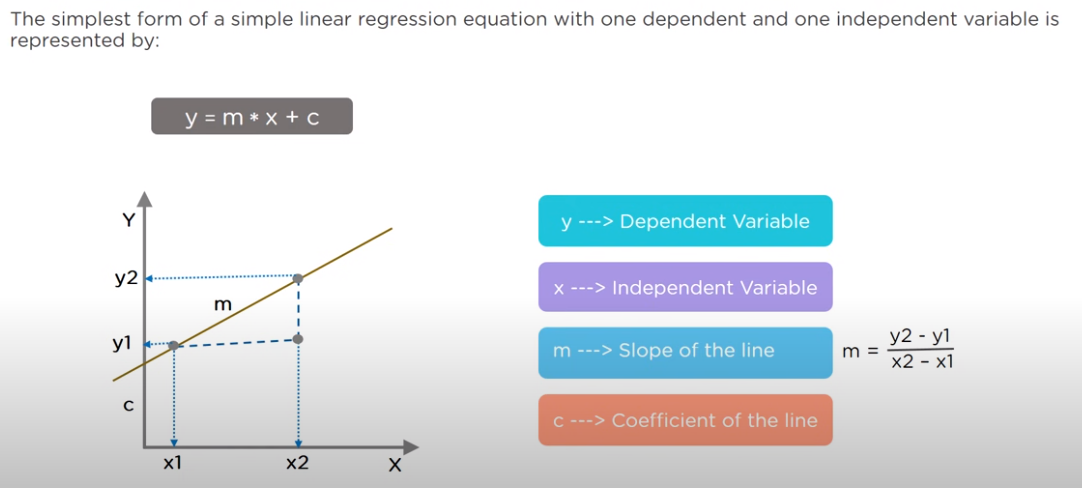 The simplest form of a simple linear regression equation with one dependent and one independent variable is
represented by:
y = m * x + c
Y
y2
m
y1
c
x1
x2
X
y ---> Dependent Variable
x ---> Independent Variable
m ---> Slope of the line
m = y2 - y1
x2 - x1
c ---> Coefficient of the line